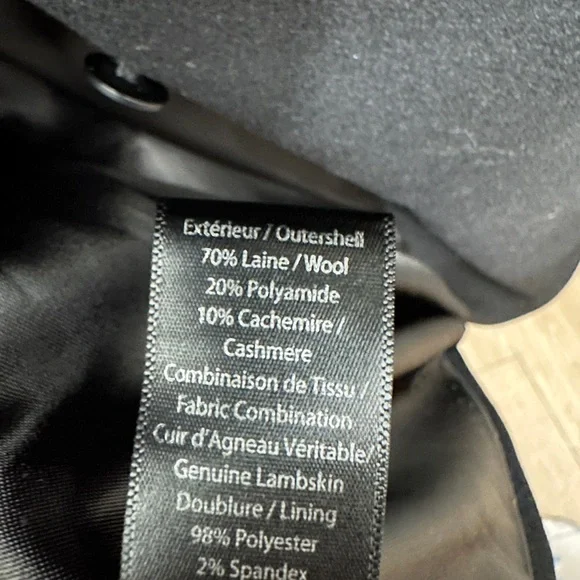 Extérieur / Outershell
70% Laine / Wool
20% Polyamide
10% Cachemire /
Cashmere
Combinaison de Tissu /
Fabric Combination
Cuir d'Agneau Véritable/
Genuine Lambskin
Doublure / Lining
98% Polyester
2% Spandex